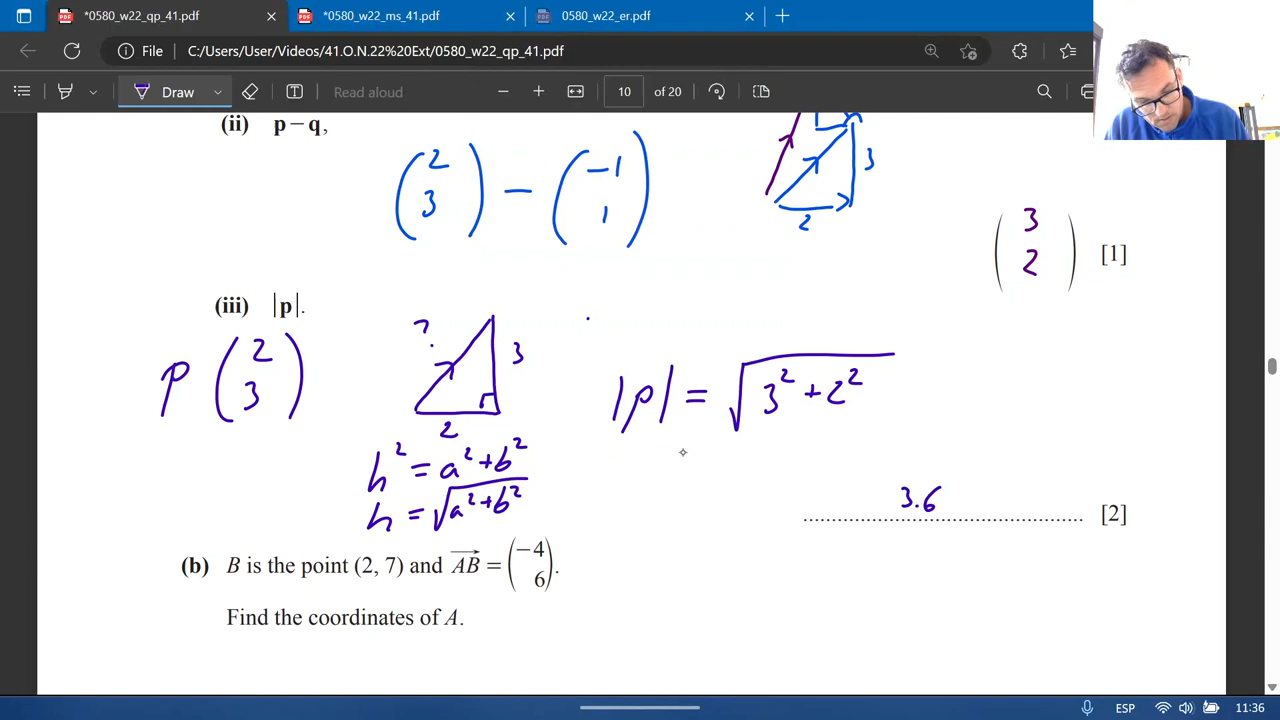 *0580_w22_qp_41.pdf
*0580_w22_ms_41.pdf
0580_w22_er.pdf
File
C:/Users/User/Videos/41.O.N.22%20Ext/0580_w22_qp_41.pdf
Draw
Read aloud
10 of 20
(ii) p − q,
(2 3) − (−1 1)
3
2
(3 2) [1]
(iii) |p|.
p (2 3)
?
3
2
|p| = √3² + 2²
h² = a² + b²
h = √a² + b²
3.6
........................................ [2]
(b) B is the point (2, 7) and AB = (−4 6).
Find the coordinates of A.
ESP
11:36